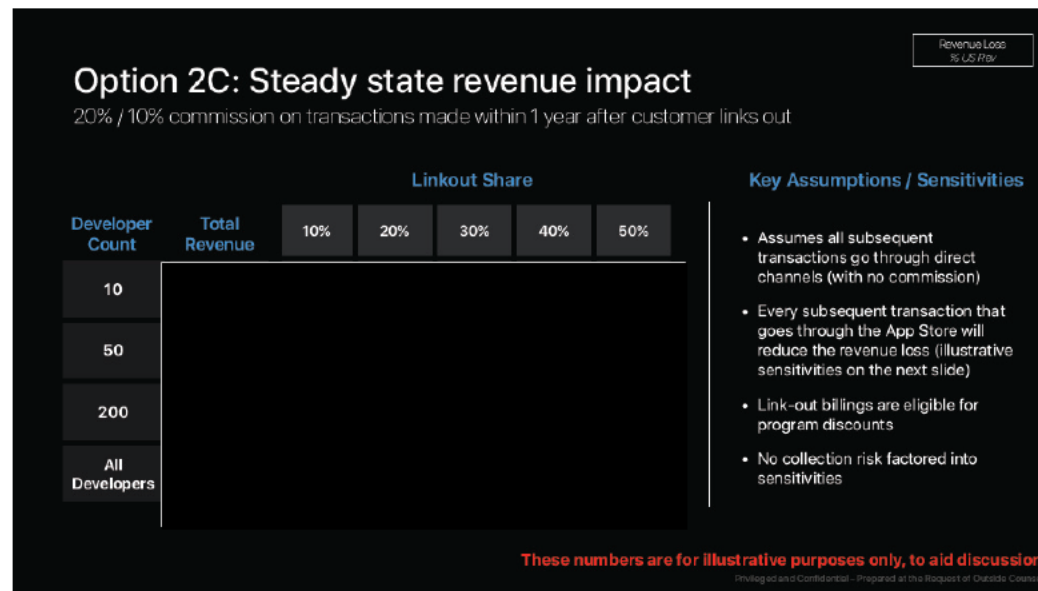 Revenue Loss
% US Rev
Option 2C: Steady state revenue impact
20% / 10% commission on transactions made within 1 year after customer links out
Linkout Share
Key Assumptions / Sensitivities
Developer
Count
Total
Revenue
10%
20%
30%
40%
50%
10
50
200
All
Developers
• Assumes all subsequent
transactions go through direct
channels (with no commission)
• Every subsequent transaction that
goes through the App Store will
reduce the revenue loss (illustrative
sensitivities on the next slide)
• Link-out billings are eligible for
program discounts
• No collection risk factored into
sensitivities
These numbers are for illustrative purposes only, to aid discussion
Privileged and Confidential – Prepared at the Request of Outside Couns